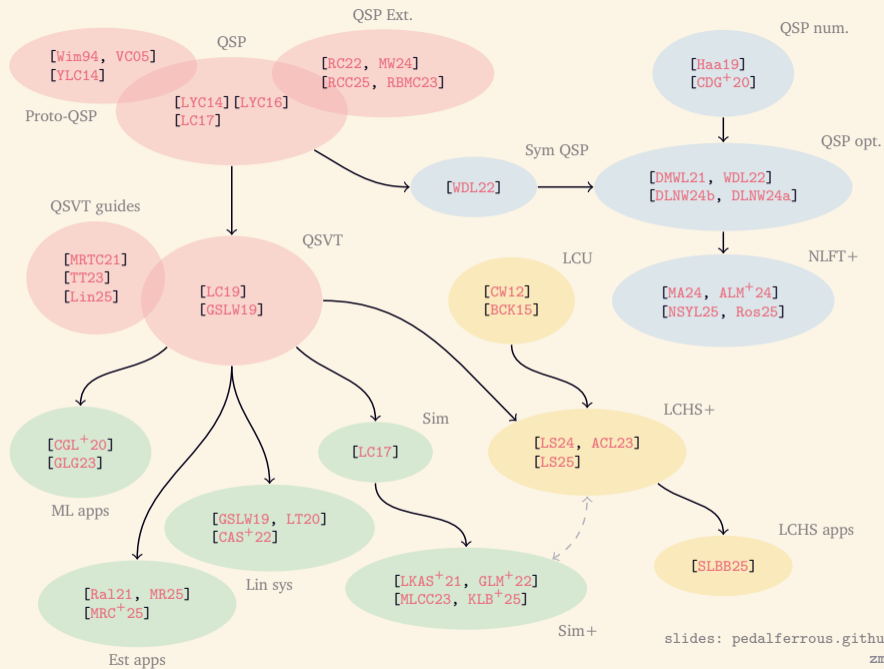 QSP Ext.
QSP
QSP num.
[Wim94, VC05]
[YLC14]
[RC22, MW24]
[RCC25, RBMC23]
[Haa19]
[CDG+20]
[LYC14][LYC16]
[LC17]
Proto-QSP
Sym QSP
QSP opt.
[WDL22]
[DMWL21, WDL22]
[DLNW24b, DLNW24a]
QSVT guides
QSVT
LCU
NLFT+
[MRTC21]
[TT23]
[Lin25]
[LC19]
[GSLW19]
[CW12]
[BCK15]
[MA24, ALM+24]
[NSYL25, Ros25]
Sim
LCHS+
[CGL+20]
[GLG23]
[LC17]
[LS24, ACL23]
[LS25]
ML apps
[GSLW19, LT20]
[CAS+22]
LCHS apps
Lin sys
[SLBB25]
[Ral21, MR25]
[MRC+25]
[LKAS+21, GLM+22]
[MLCC23, KLB+25]
Est apps
Sim+
slides: pedalferrous.githu
zm